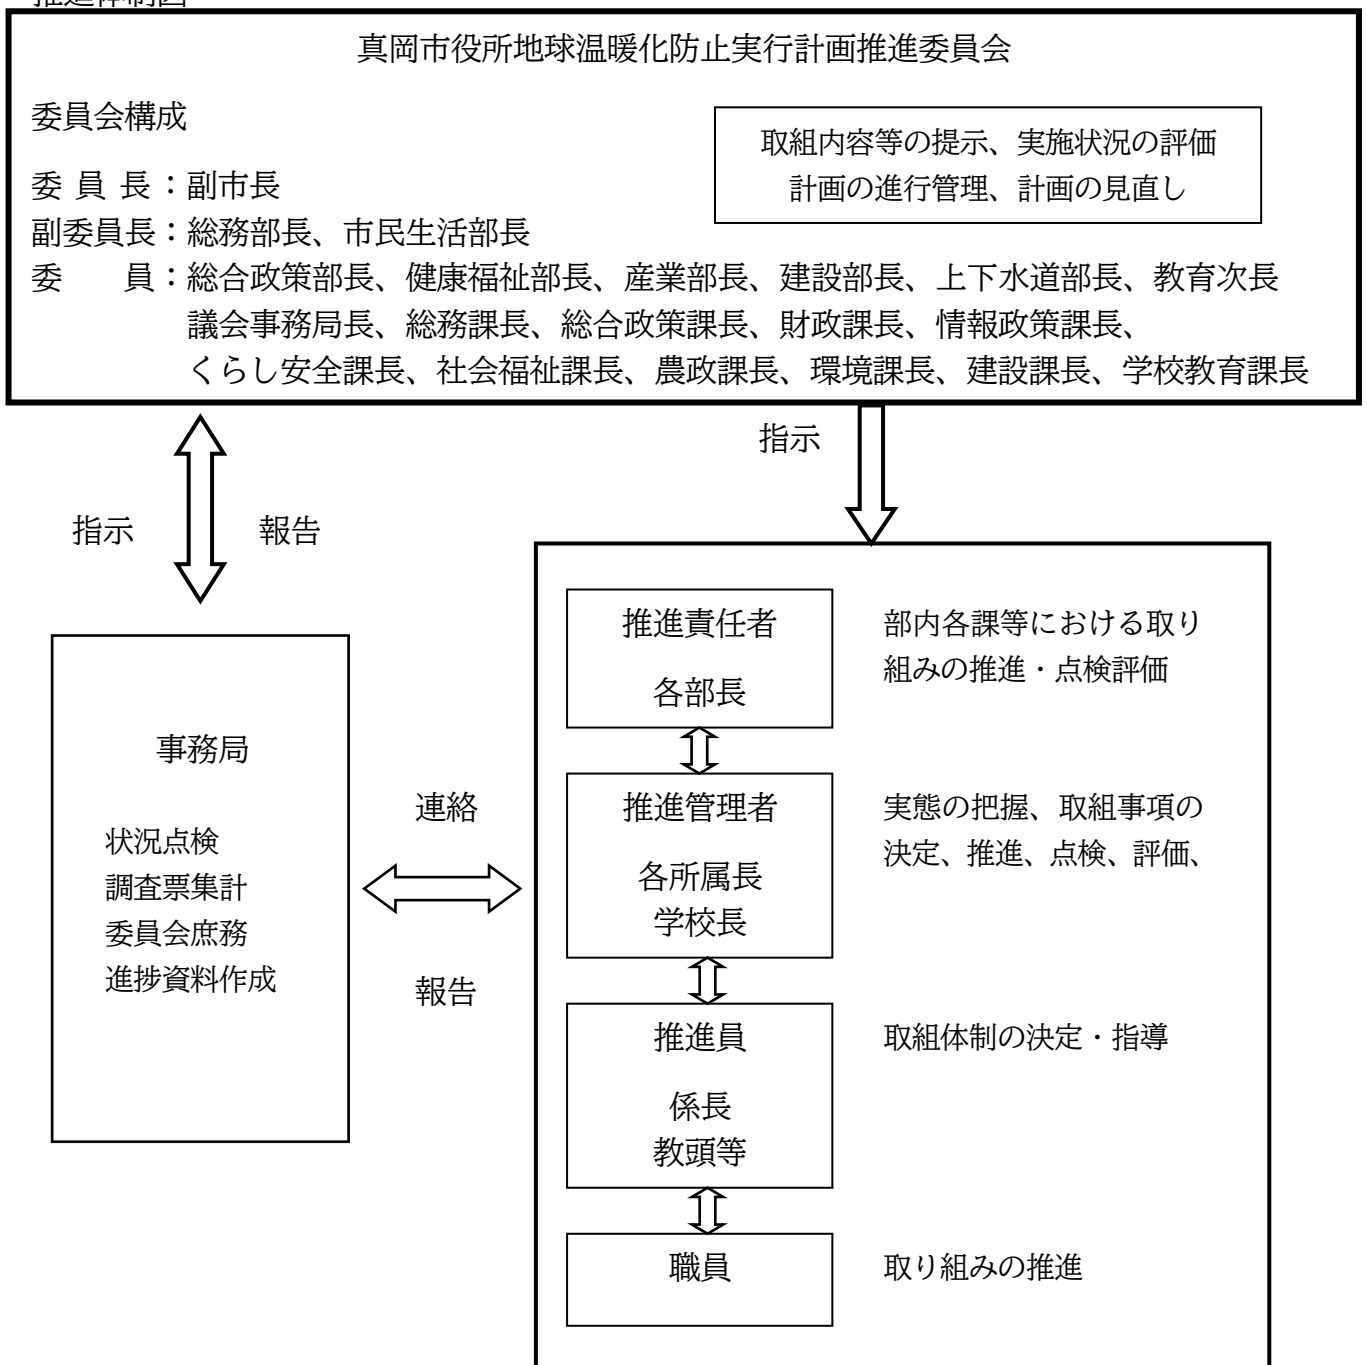 真岡市役所地球温暖化防止実行計画推進委員会
委員会構成
取組内容等の提示、実施状況の評価
計画の進行管理、計画の見直し
委 員 長：副市長
副委員長：総務部長、市民生活部長
委　　員：総合政策部長、健康福祉部長、産業部長、建設部長、上下水道部長、教育次長
議会事務局長、総務課長、総合政策課長、財政課長、情報政策課長、
くらし安全課長、社会福祉課長、農政課長、環境課長、建設課長、学校教育課長
指示
指示
報告
事務局
状況点検
調査票集計
委員会庶務
進捗資料作成
連絡
報告
推進責任者
各部長
部内各課等における取り
組みの推進・点検評価
推進管理者
各所属長
学校長
実態の把握、取組事項の
決定、推進、点検、評価、
推進員
係長
教頭等
取組体制の決定・指導
職員
取り組みの推進